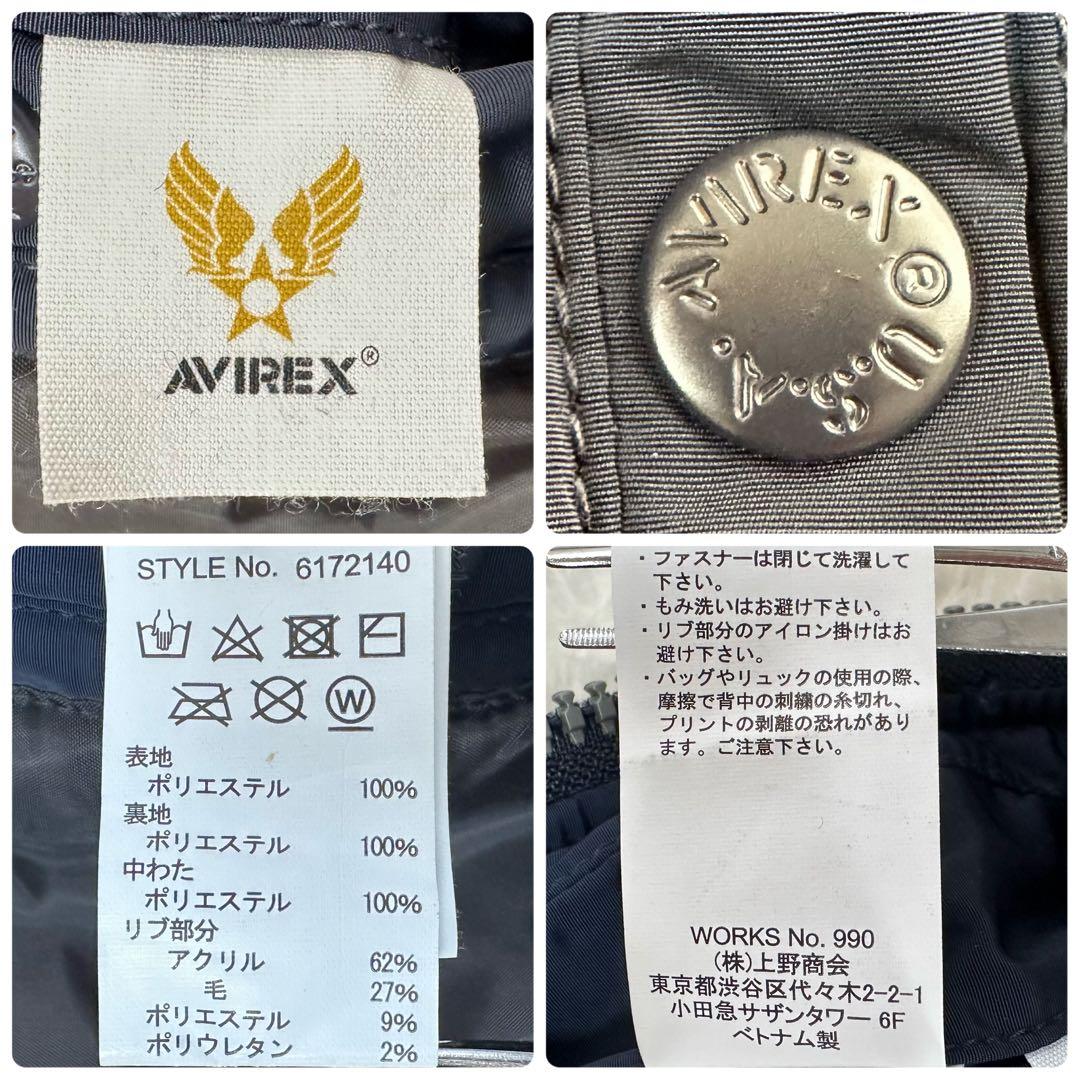 AVIREX®
AVIREX® U.S.A.
STYLE No. 6172140
W
表地
ポリエステル 100%
裏地
ポリエステル 100%
中わた
ポリエステル 100%
リブ部分
アクリル 62%
毛 27%
ポリエステル 9%
ポリウレタン 2%
・ファスナーは閉じて洗濯して
下さい。
・もみ洗いはお避け下さい。
・リブ部分のアイロン掛けはお
避け下さい。
・バッグやリュックの使用の際、
摩擦で背中の刺繍の糸切れ、
プリントの剥離の恐れがあり
ます。ご注意下さい。
WORKS No. 990
(株)上野商会
東京都渋谷区代々木2-2-1
小田急サザンタワー 6F
ベトナム製